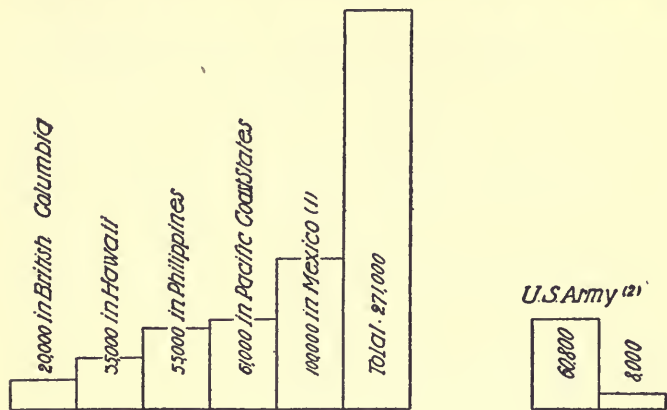 20,000 in British Columbia
35,000 in Hawaii
55,000 in Philippines
61,000 in Pacific Coast States
100,000 in Mexico (1)
Total - 271,000
U.S. Army (2)
60,800
8,000